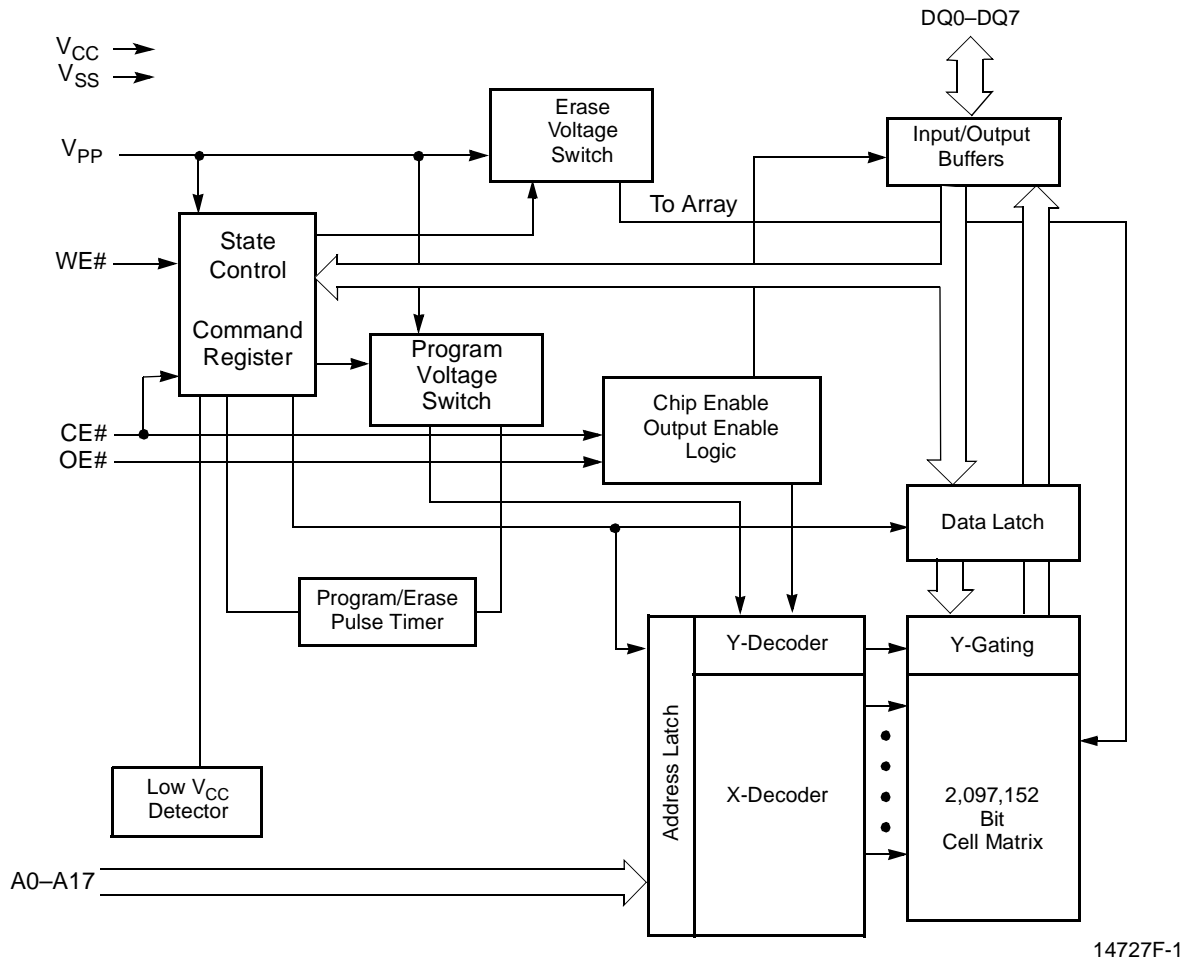 DQ0–DQ7
VCC
VSS
Erase
Voltage
Switch
Input/Output
Buffers
VPP
To Array
State
Control
Command
Register
WE#
Program
Voltage
Switch
Chip Enable
Output Enable
Logic
CE#
OE#
Data Latch
Program/Erase
Pulse Timer
Y-Decoder
Y-Gating
Address Latch
X-Decoder
2,097,152
Bit
Cell Matrix
Low VCC
Detector
A0–A17
14727F-1